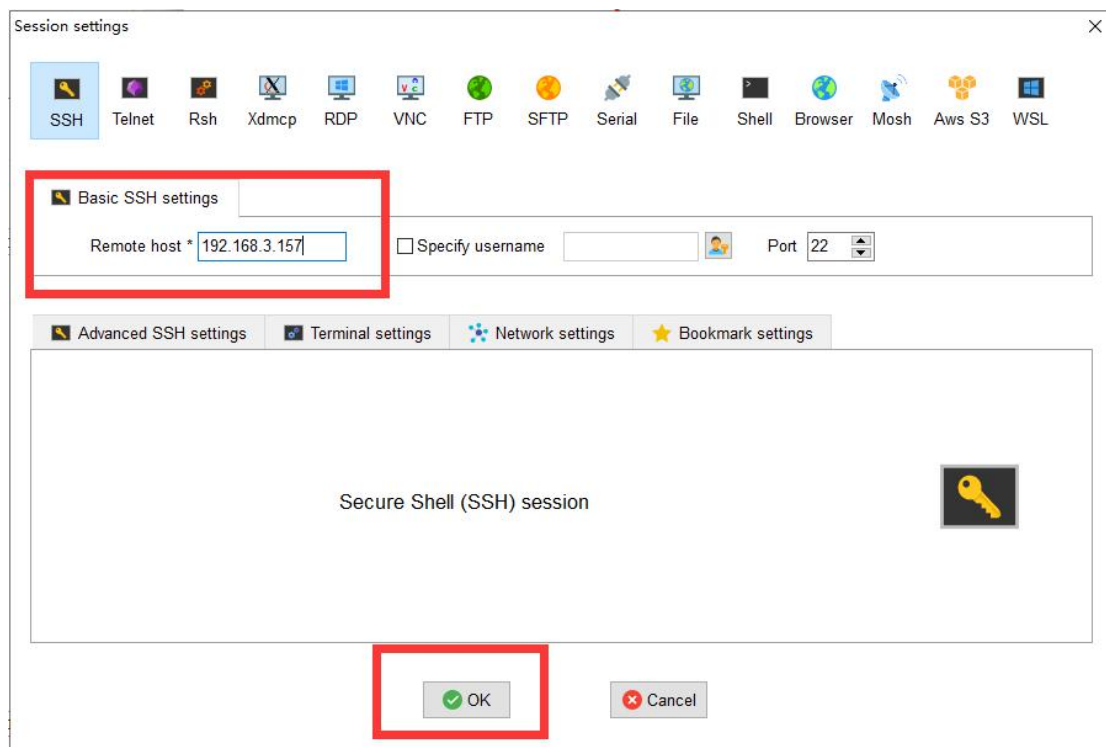 Session settings
SSH Telnet Rsh Xdmcp RDP VNC FTP SFTP Serial File Shell Browser Mosh Aws S3 WSL
Basic SSH settings
Remote host * 192.168.3.157 Specify username Port 22
Advanced SSH settings Terminal settings Network settings Bookmark settings
Secure Shell (SSH) session
OK Cancel